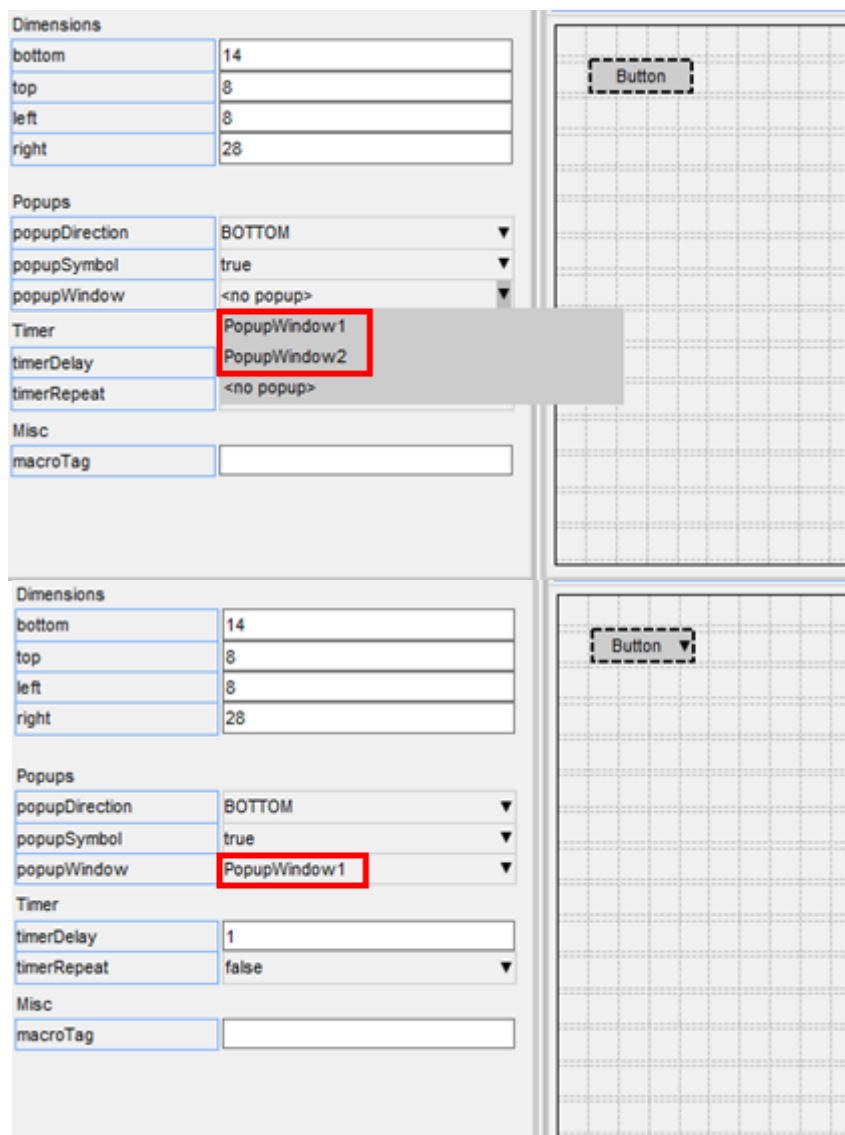 Dimensions
bottom 14
Button
top 8
left 8
right 28
Popups
popupDirection BOTTOM ▼
popupSymbol true ▼
popupWindow <no popup> ▼
Timer PopupWindow1
timerDelay PopupWindow2
timerRepeat <no popup>
Misc
macroTag
Dimensions
bottom 14
Button ▼
top 8
left 8
right 28
Popups
popupDirection BOTTOM ▼
popupSymbol true ▼
popupWindow PopupWindow1 ▼
Timer
timerDelay 1
timerRepeat false ▼
Misc
macroTag